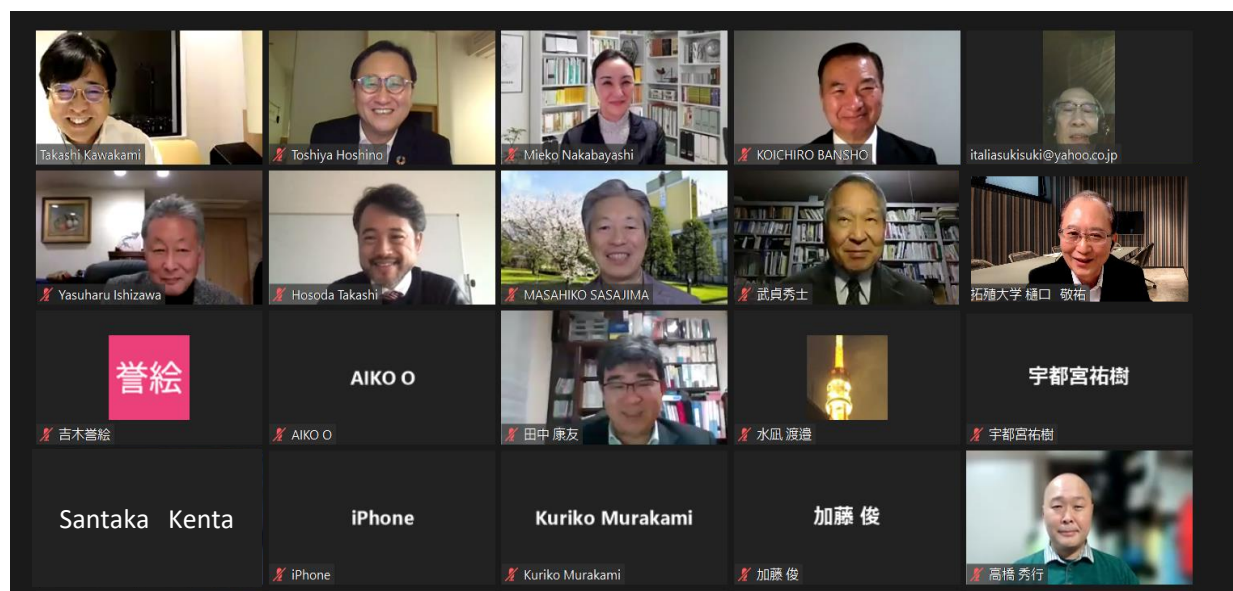 Takashi Kawakami
Toshiya Hoshino
Mieko Nakabayashi
KOICHIRO BANSHO
italiasukisuki@yahoo.co.jp
Yasuharu Ishizawa
Hosoda Takashi
MASAHIKO SASAJIMA
武貞秀士
拓殖大学 樋口 敬祐
誉絵
吉木誉絵
AIKO O
AIKO O
田中 康友
水凪 渡邉
宇都宮祐樹
宇都宮祐樹
Santaka Kenta
iPhone
iPhone
Kuriko Murakami
Kuriko Murakami
加藤 俊
加藤 俊
高橋 秀行